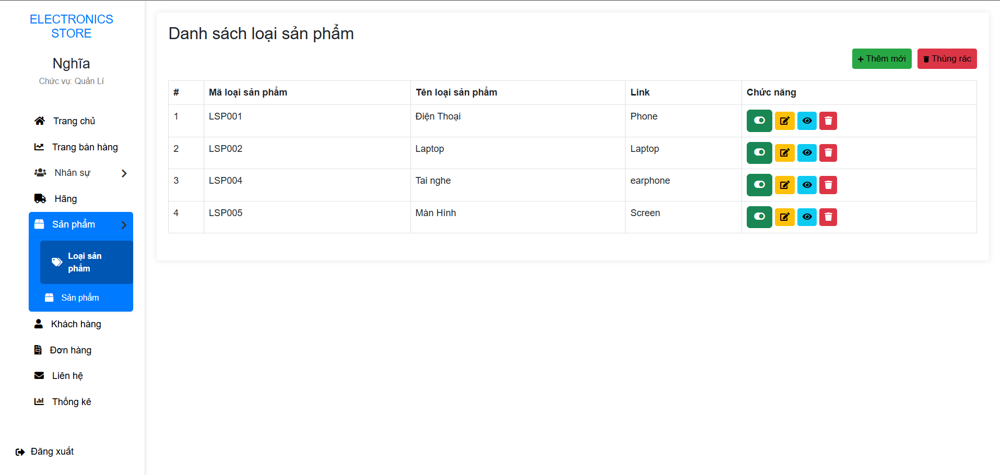 ELECTRONICS
STORE
Nghĩa
Chức vụ: Quản Lí
Trang chủ
Trang bán hàng
Nhân sự
Hãng
Sản phẩm
Loại sản
phẩm
Sản phẩm
Khách hàng
Đơn hàng
Liên hệ
Thống kê
Đăng xuất
Danh sách loại sản phẩm
Thêm mới Thùng rác
# Mã loại sản phẩm Tên loại sản phẩm Link Chức năng
1 LSP001 Điện Thoại Phone
2 LSP002 Laptop Laptop
3 LSP004 Tai nghe earphone
4 LSP005 Màn Hình Screen